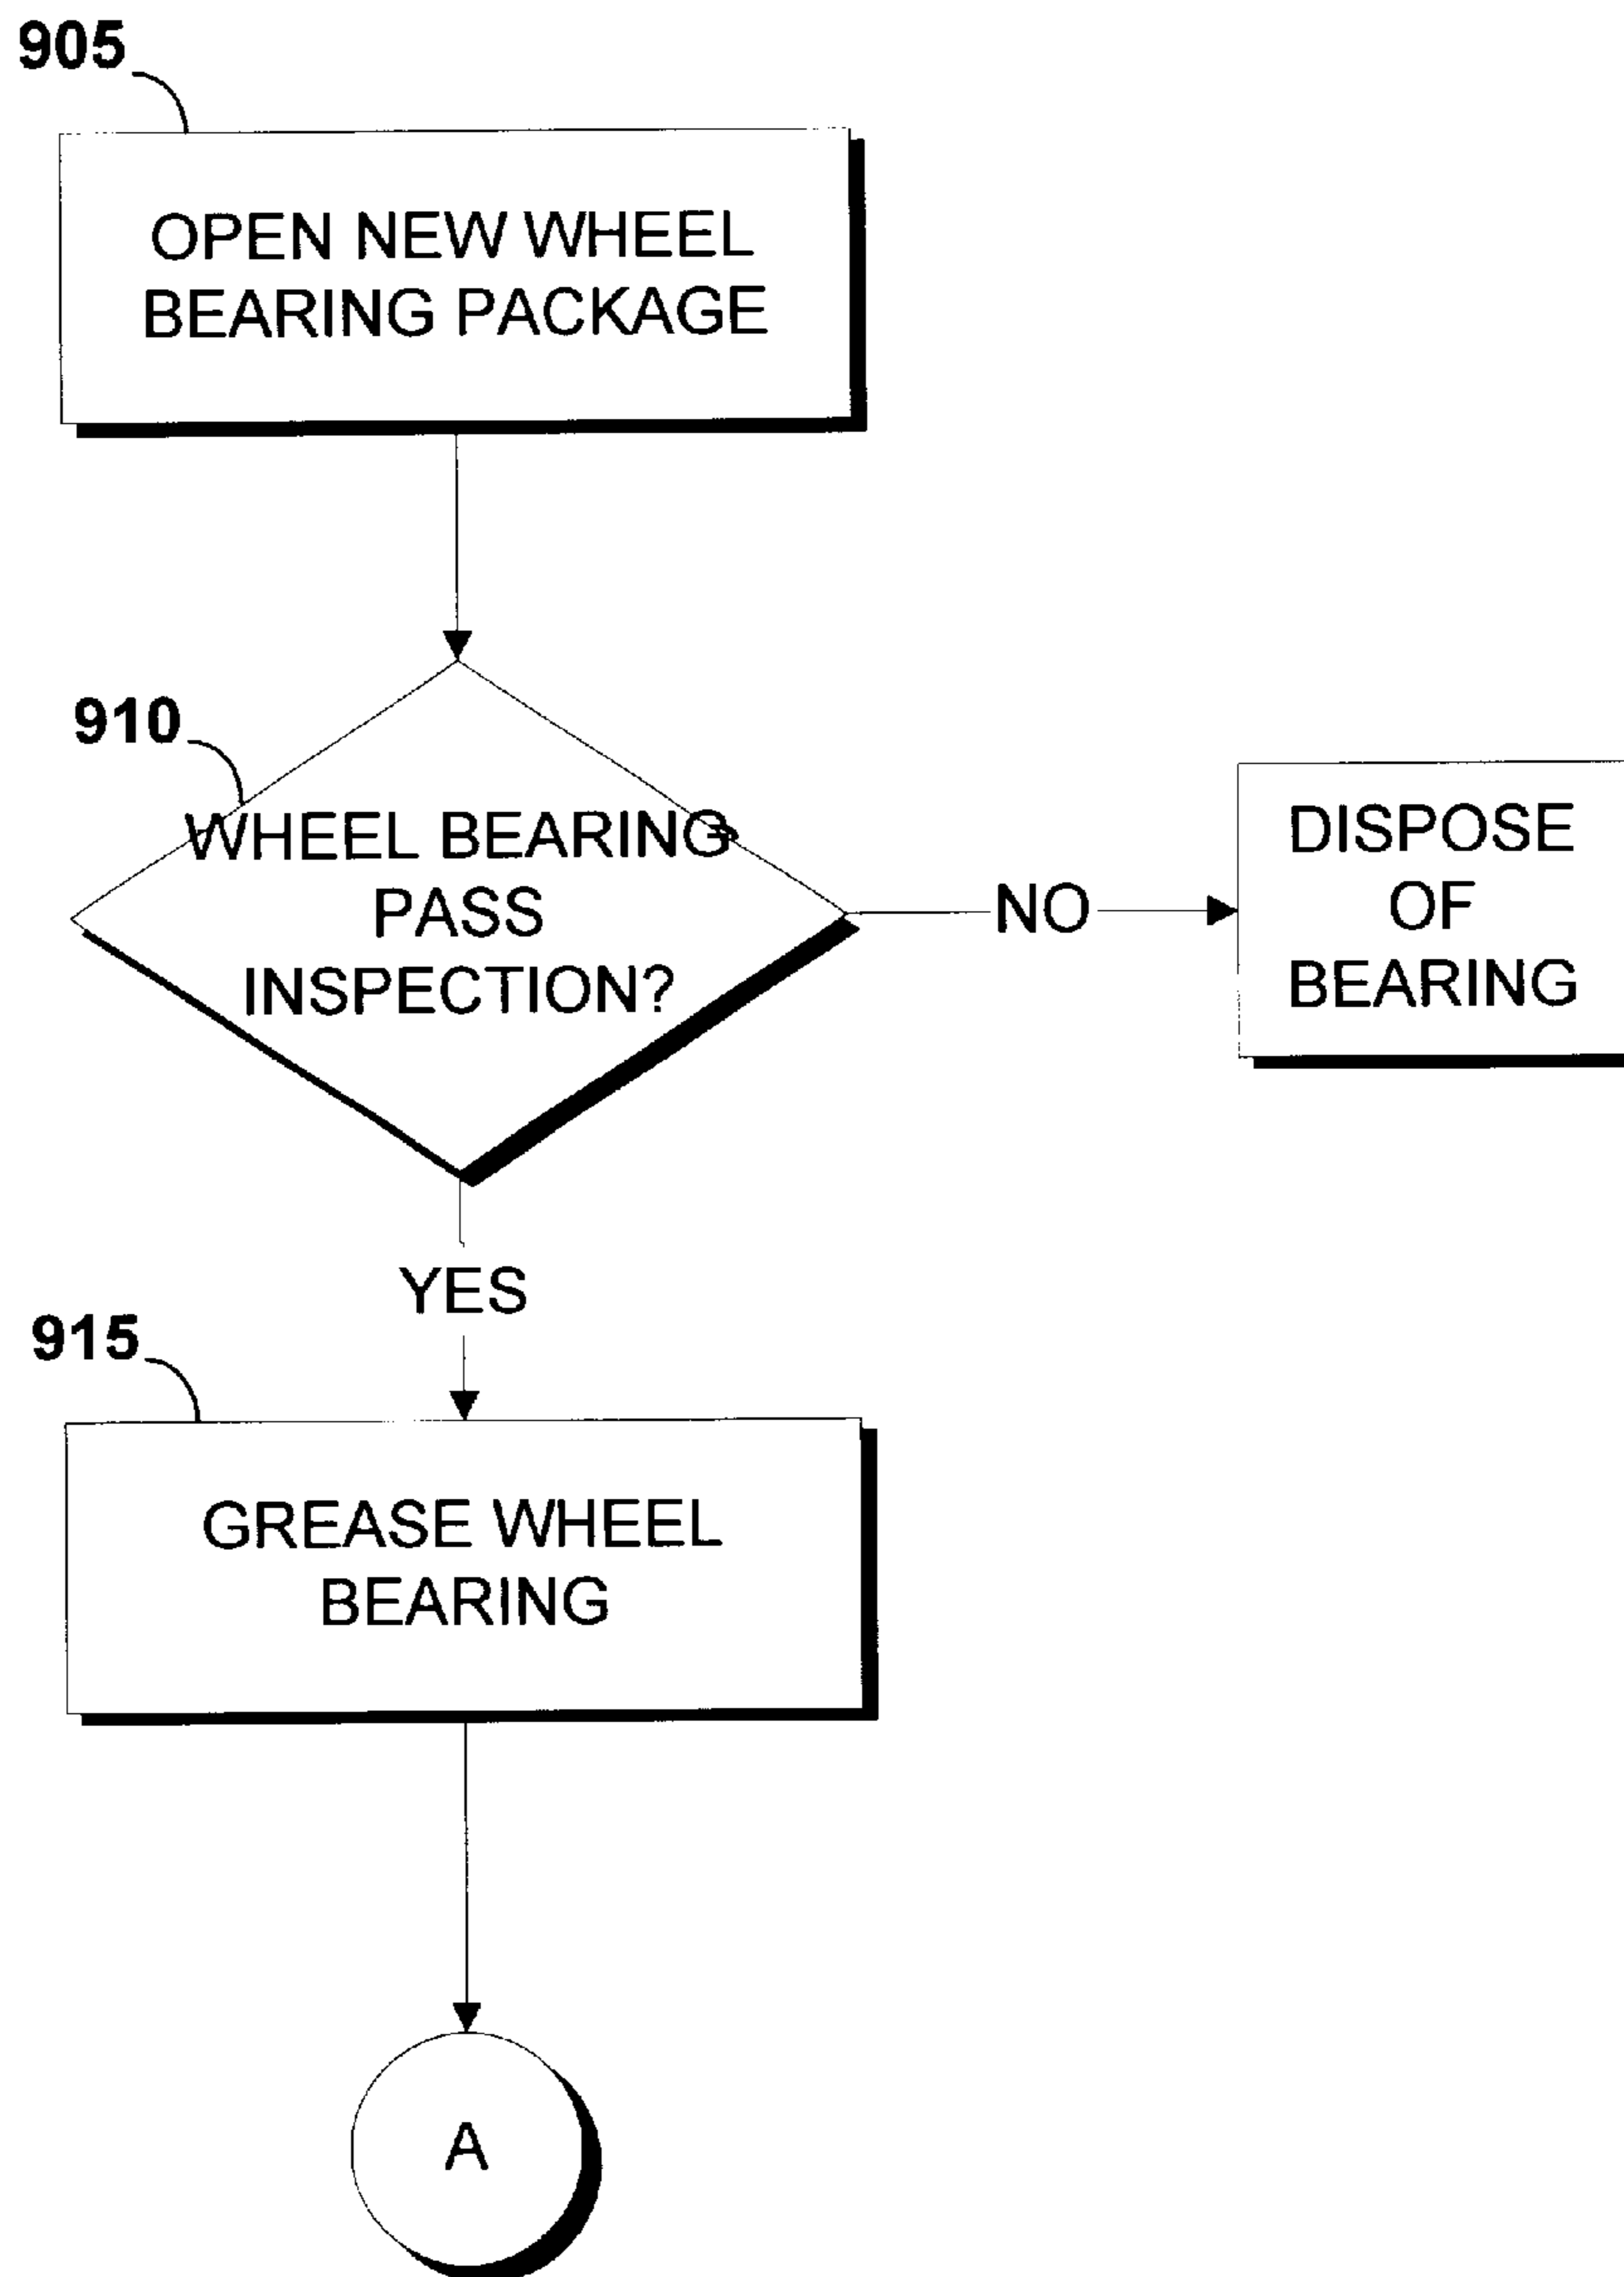 905
OPEN NEW WHEEL
BEARING PACKAGE
910
WHEEL BEARING
PASS
INSPECTION?
NO
DISPOSE
OF
BEARING
YES
915
GREASE WHEEL
BEARING
A